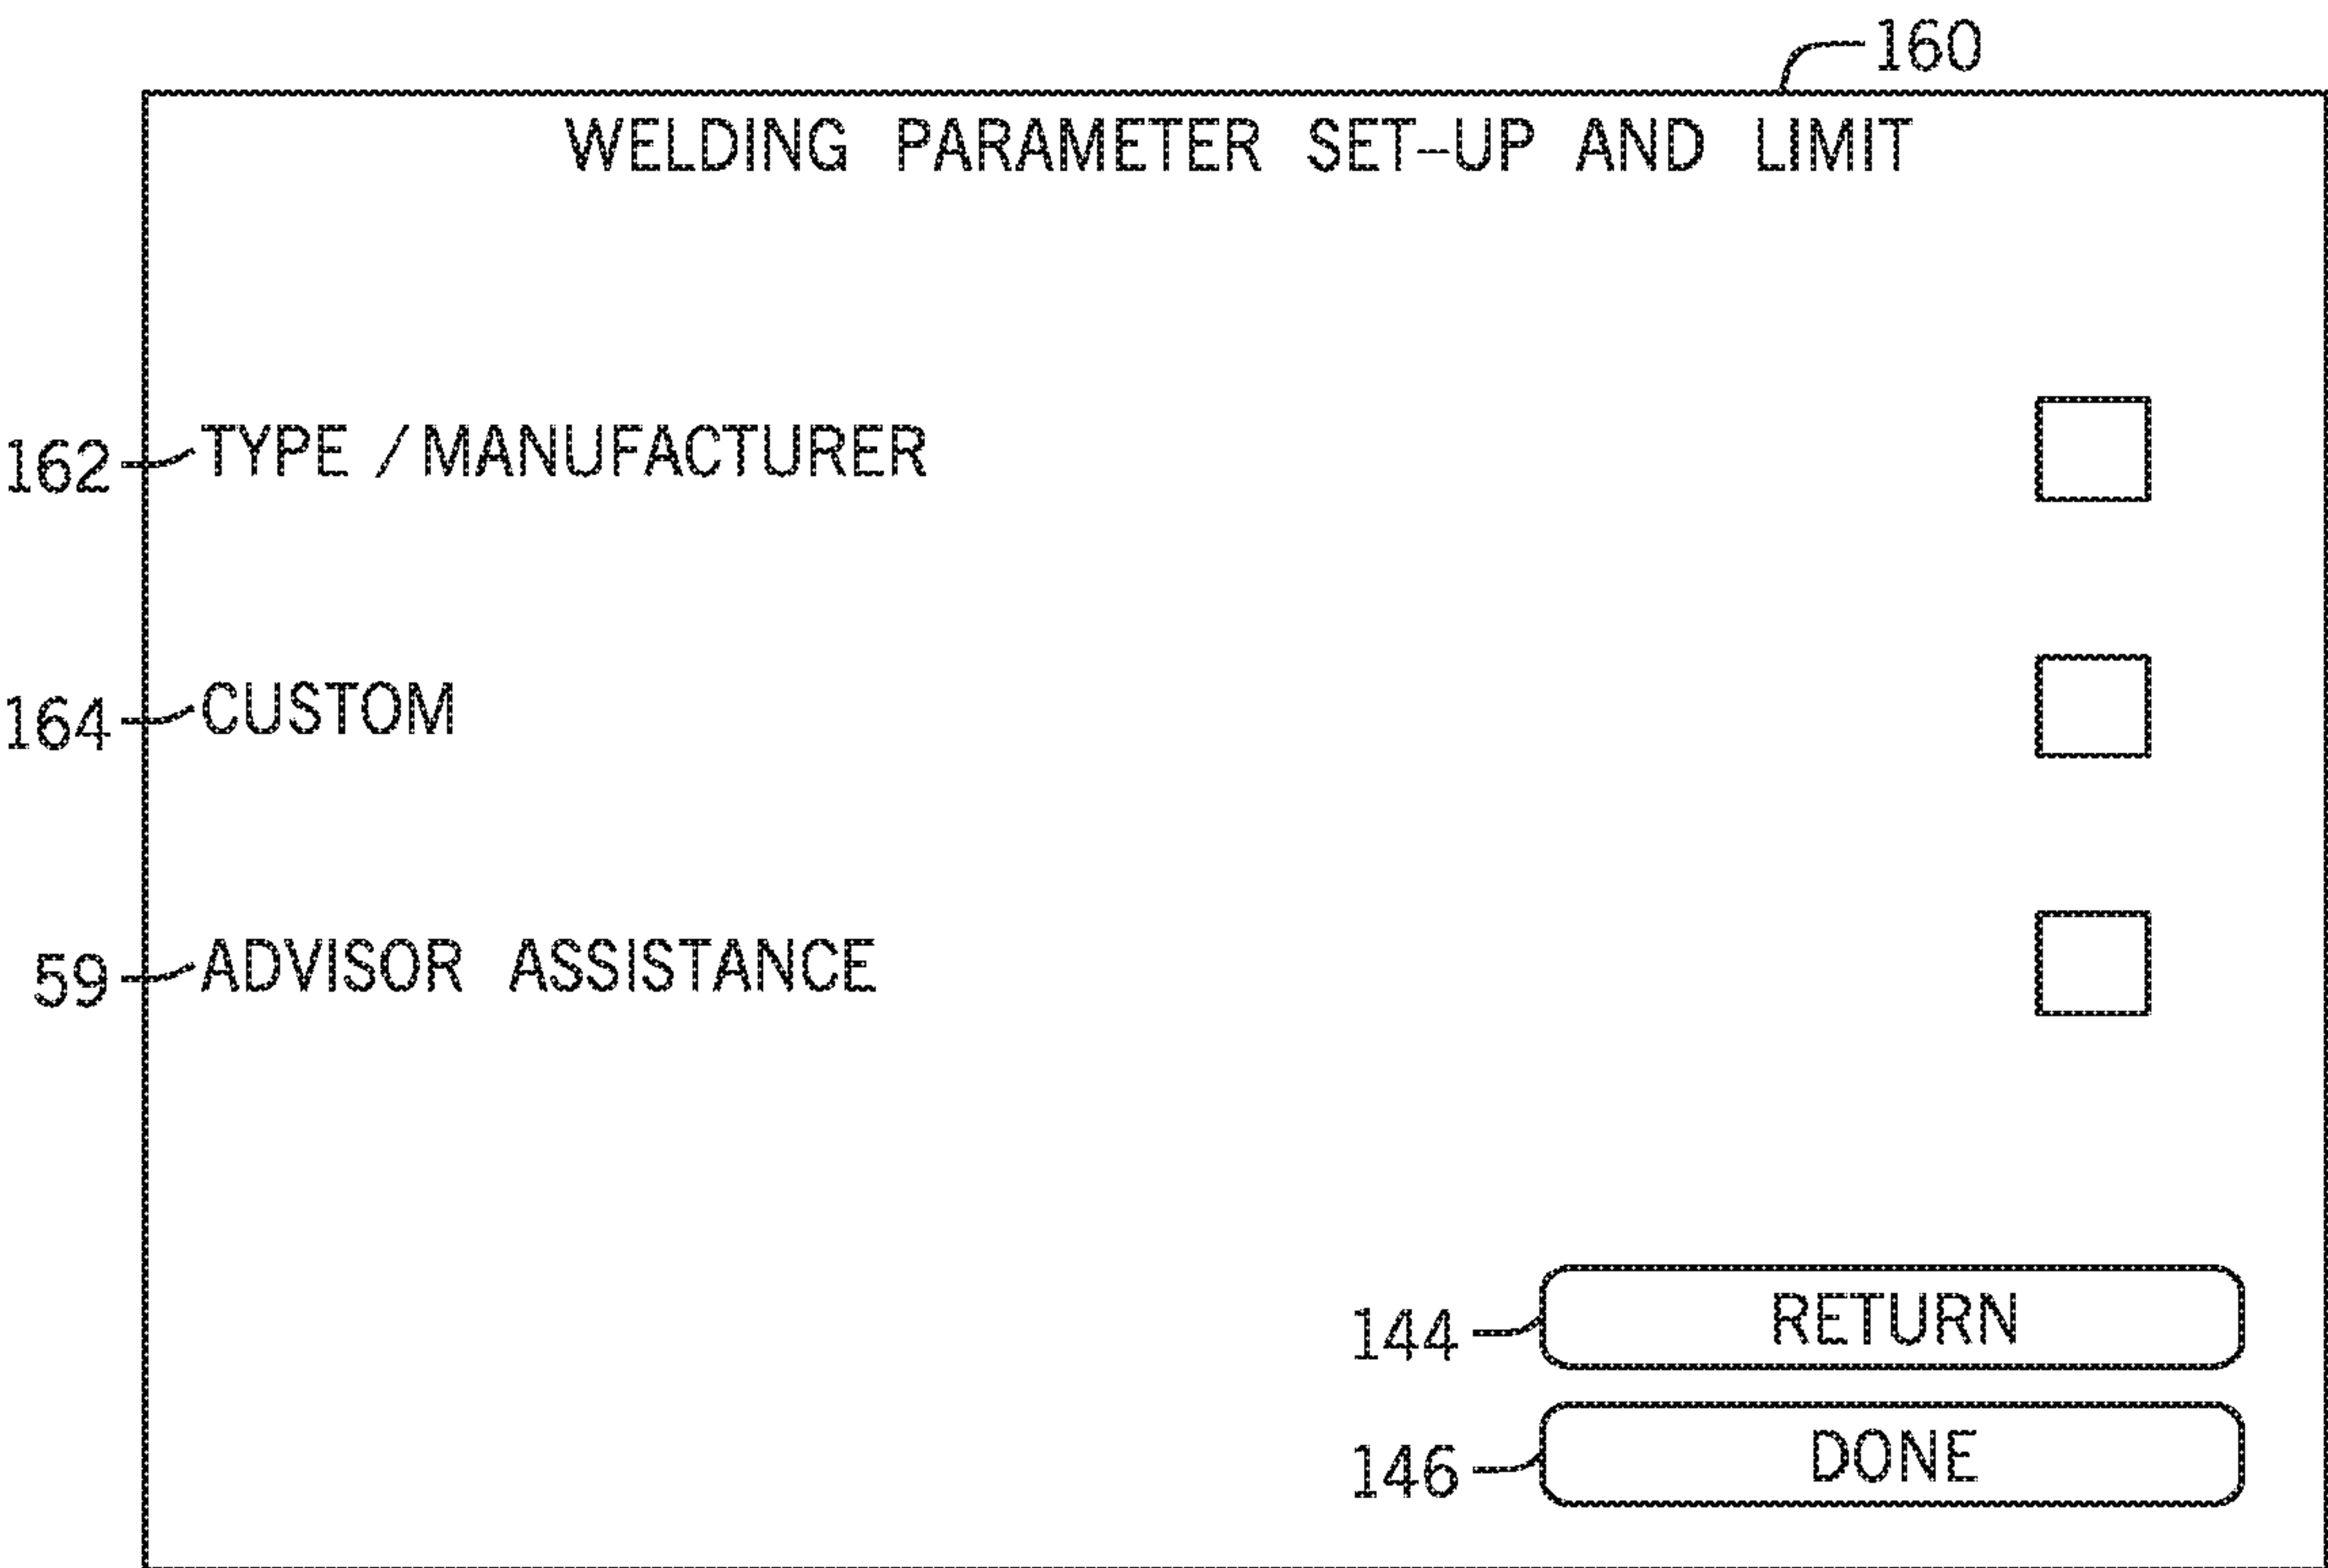 160
WELDING PARAMETER SET-UP AND LIMIT
162 TYPE / MANUFACTURER
164 CUSTOM
59 ADVISOR ASSISTANCE
144 RETURN
146 DONE